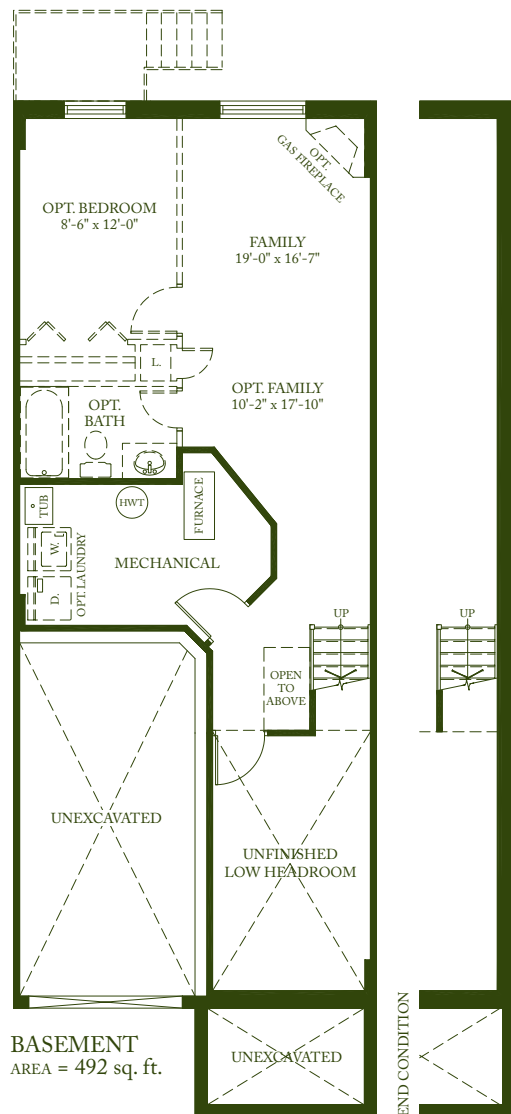 OPT.
GAS FIREPLACE
OPT. BEDROOM
8'-6" x 12'-0"
FAMILY
19'-0" x 16'-7"
L.
OPT. FAMILY
10'-2" x 17'-10"
OPT.
BATH
TUB
HWT
FURNACE
W.
D.
OPT. LAUNDRY
MECHANICAL
UP
UP
OPEN
TO
ABOVE
UNEXCAVATED
UNFINISHED
LOW HEADROOM
BASEMENT
AREA = 492 sq. ft.
UNEXCAVATED
END CONDITION